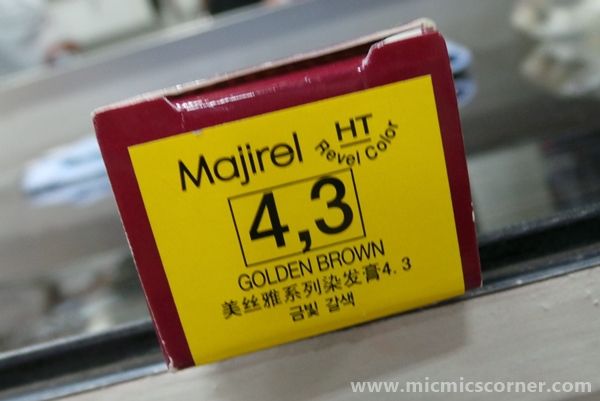 Majirel HT
Revel Color
4,3
GOLDEN BROWN
美丝雅系列染发膏4.3
금빛 갈색
www.micmicscorner.com